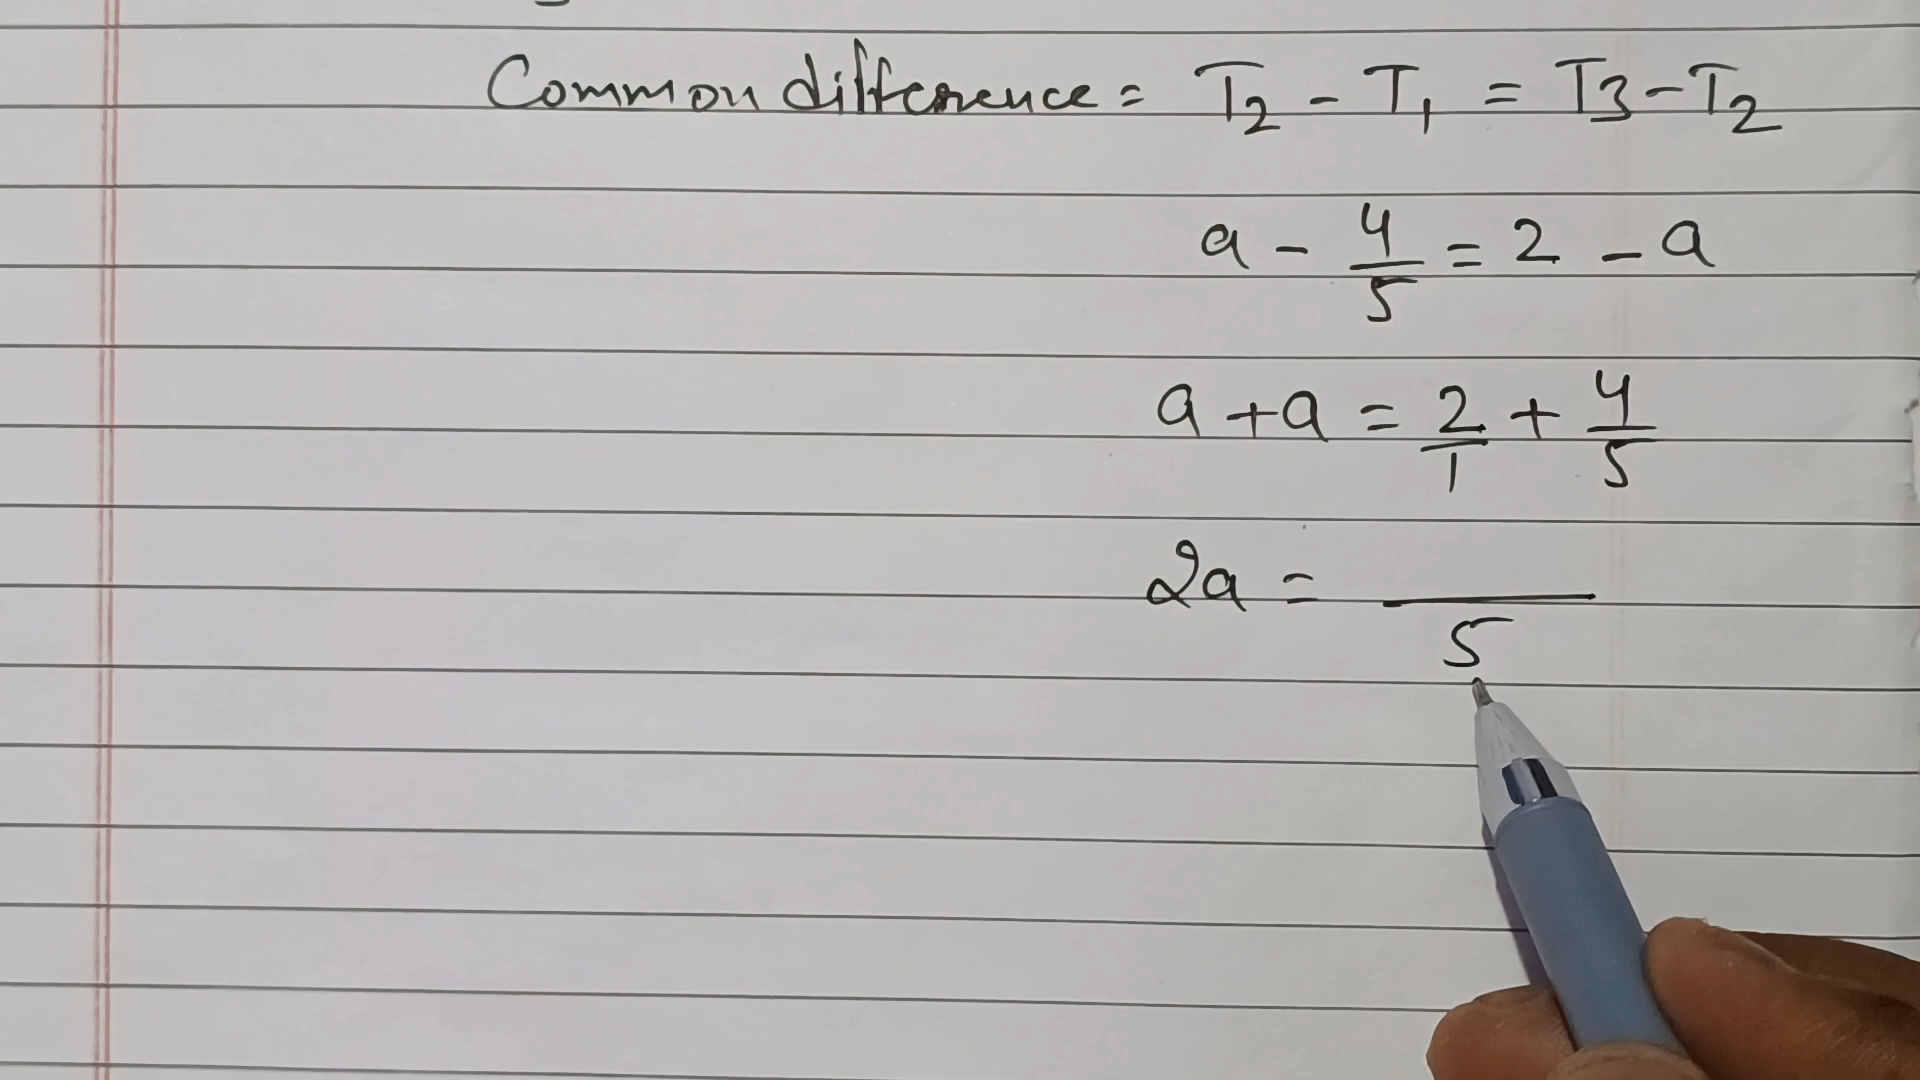 Common difference = T₂ - T₁ = T3 - T₂
a - 4/5 = 2 - a
a + a = 2/1 + 4/5
2a = /5